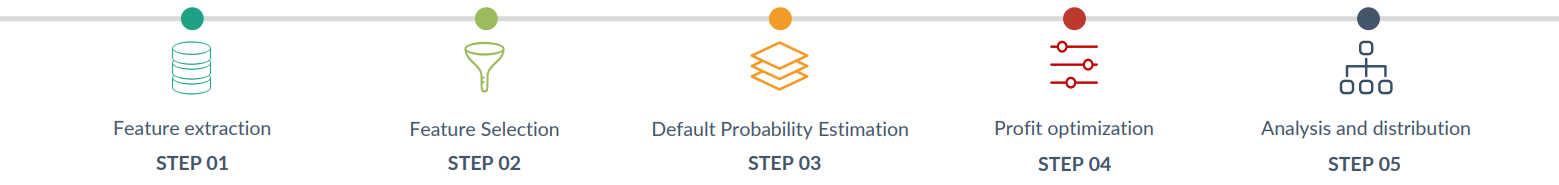 Feature extraction
STEP 01
Feature Selection
STEP 02
Default Probability Estimation
STEP 03
Profit optimization
STEP 04
Analysis and distribution
STEP 05